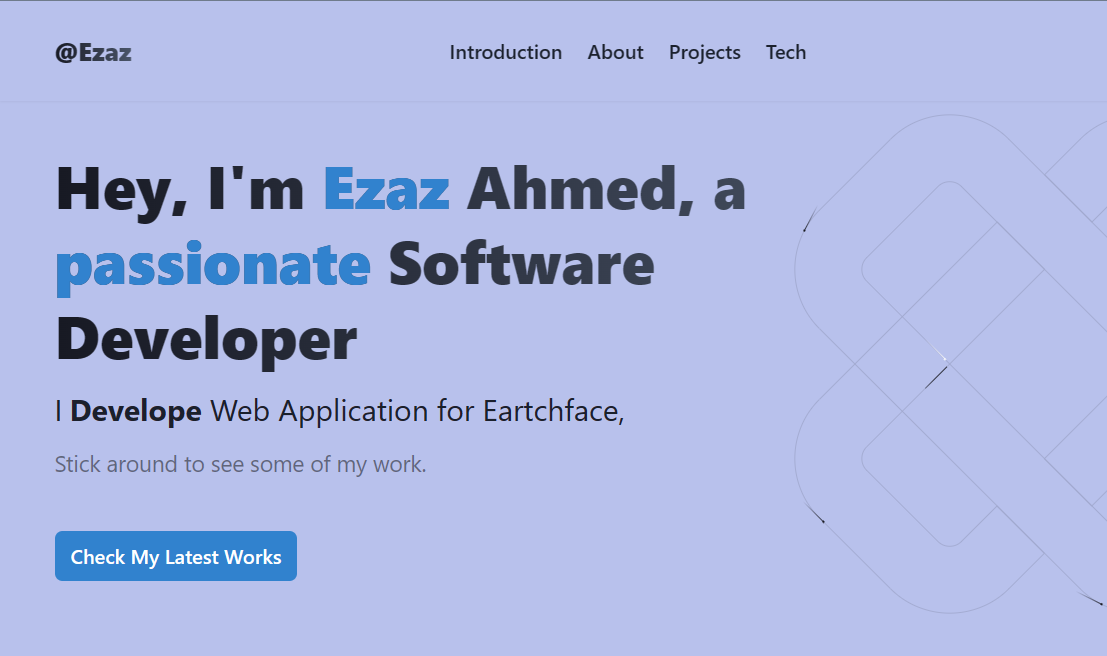 @Ezaz
Introduction About Projects Tech
Hey, I'm Ezaz Ahmed, a
passionate Software
Developer
I Develope Web Application for Eartchface,
Stick around to see some of my work.
Check My Latest Works